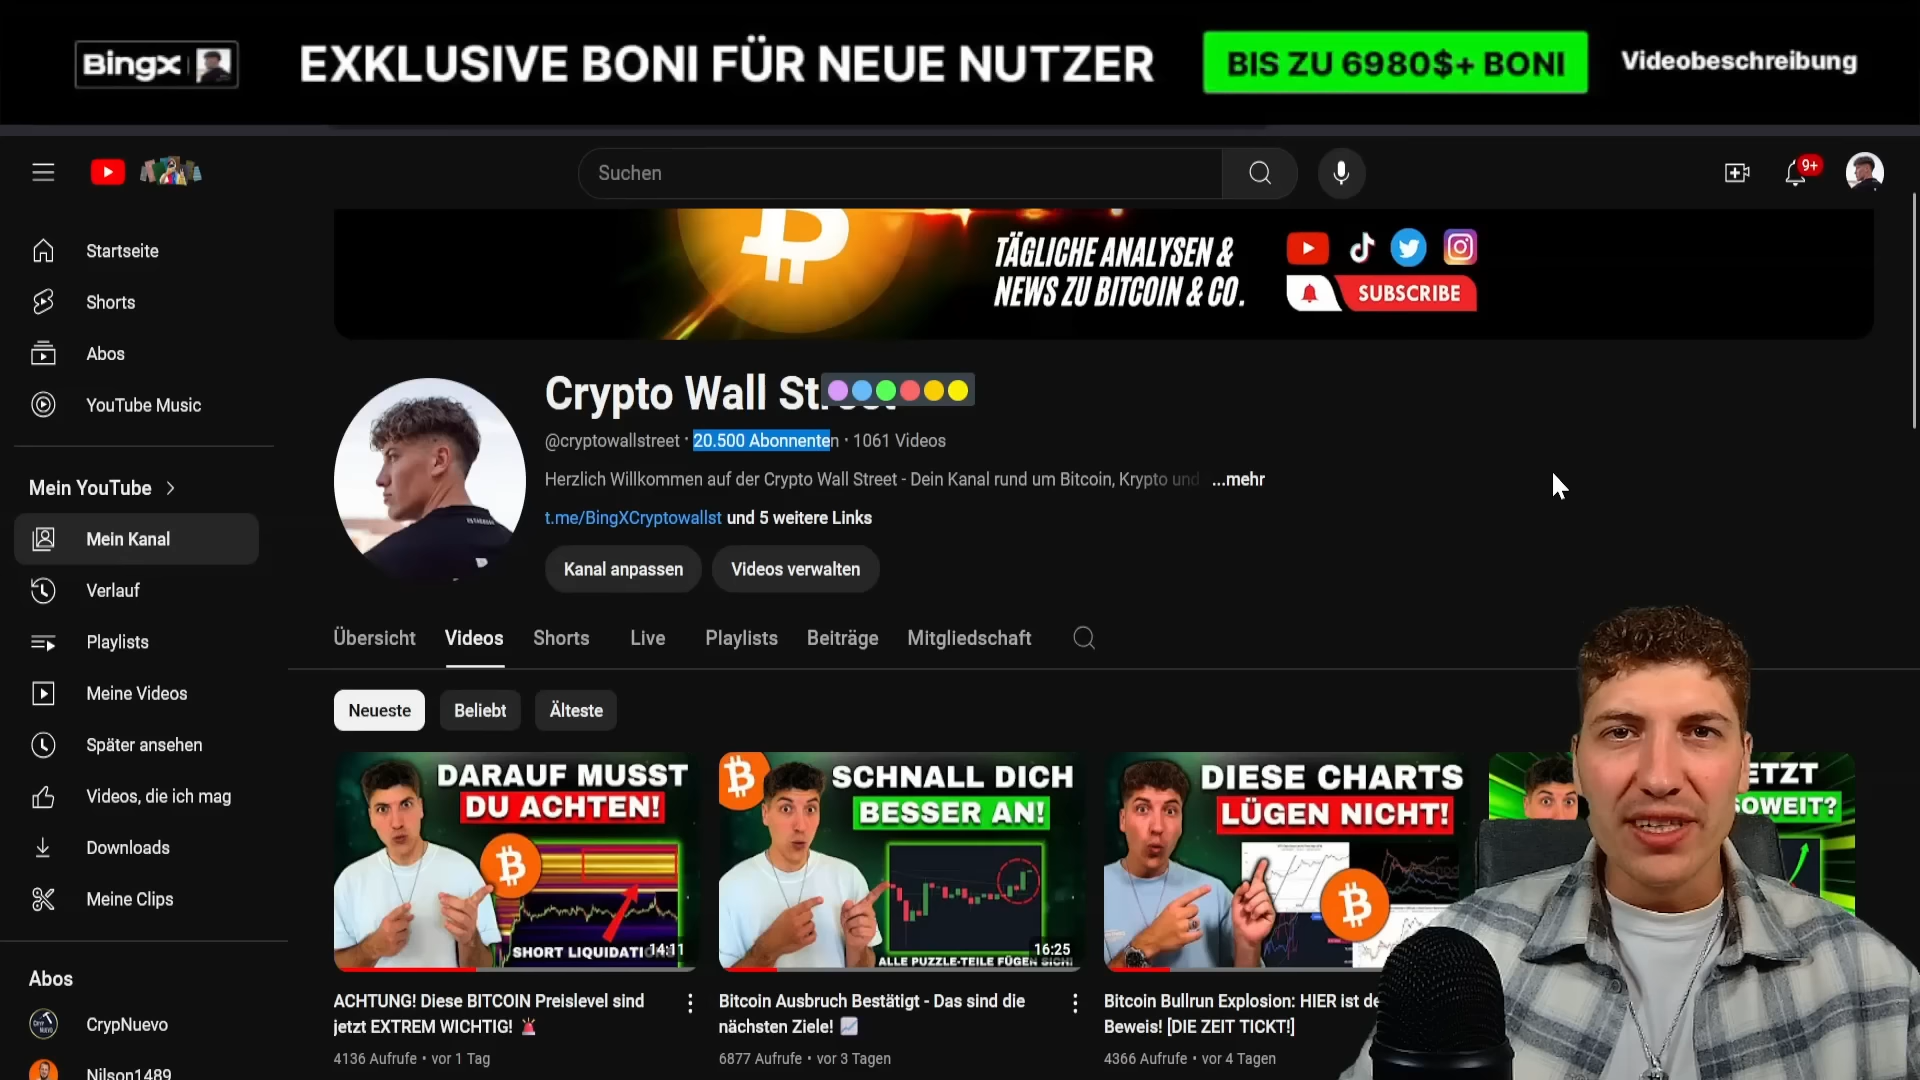 Bingx
EXKLUSIVE BONI FÜR NEUE NUTZER
BIS ZU 6980$+ BONI
Videobeschreibung
Suchen
9+
Startseite
Shorts
Abos
YouTube Music
Mein YouTube
Mein Kanal
Verlauf
Playlists
Meine Videos
Später ansehen
Videos, die ich mag
Downloads
Meine Clips
Abos
CrypNuevo
Nilson1489
TÄGLICHE ANALYSEN &
NEWS ZU BITCOIN & CO.
SUBSCRIBE
Crypto Wall Street
@cryptowallstreet · 20.500 Abonnenten · 1061 Videos
Herzlich Willkommen auf der Crypto Wall Street - Dein Kanal rund um Bitcoin, Krypto und ...mehr
t.me/BingXCryptowallst und 5 weitere Links
Kanal anpassen
Videos verwalten
Übersicht
Videos
Shorts
Live
Playlists
Beiträge
Mitgliedschaft
Neueste
Beliebt
Älteste
DARAUF MUSST
DU ACHTEN!
SHORT LIQUIDATI
14:11
ACHTUNG! Diese BITCOIN Preislevel sind
jetzt EXTREM WICHTIG! 🚨
4136 Aufrufe • vor 1 Tag
SCHNALL DICH
BESSER AN!
16:25
ALLE PUZZLE-TEILE FÜGEN SICH!
Bitcoin Ausbruch Bestätigt - Das sind die
nächsten Ziele! 📈
6877 Aufrufe • vor 3 Tagen
DIESE CHARTS
LÜGEN NICHT!
Bitcoin Bullrun Explosion: HIER ist de
Beweis! [DIE ZEIT TICKT!]
4366 Aufrufe • vor 4 Tagen
ETZT
SOWEIT?